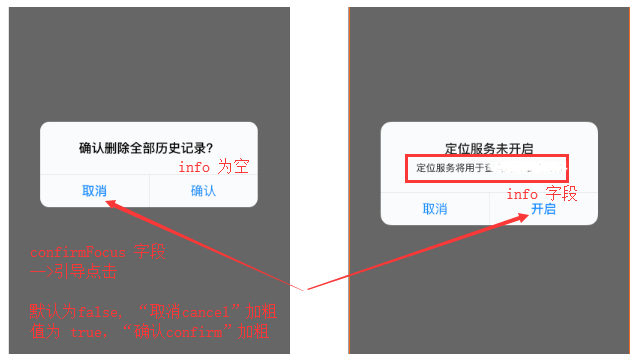 确认删除全部历史记录?
info 为空
取消
确认
confirmFocus 字段
—>引导点击
默认为false, “取消cancel”加粗
值为 true, “确认confirm”加粗
定位服务未开启
定位服务将用于
info 字段
取消
开启